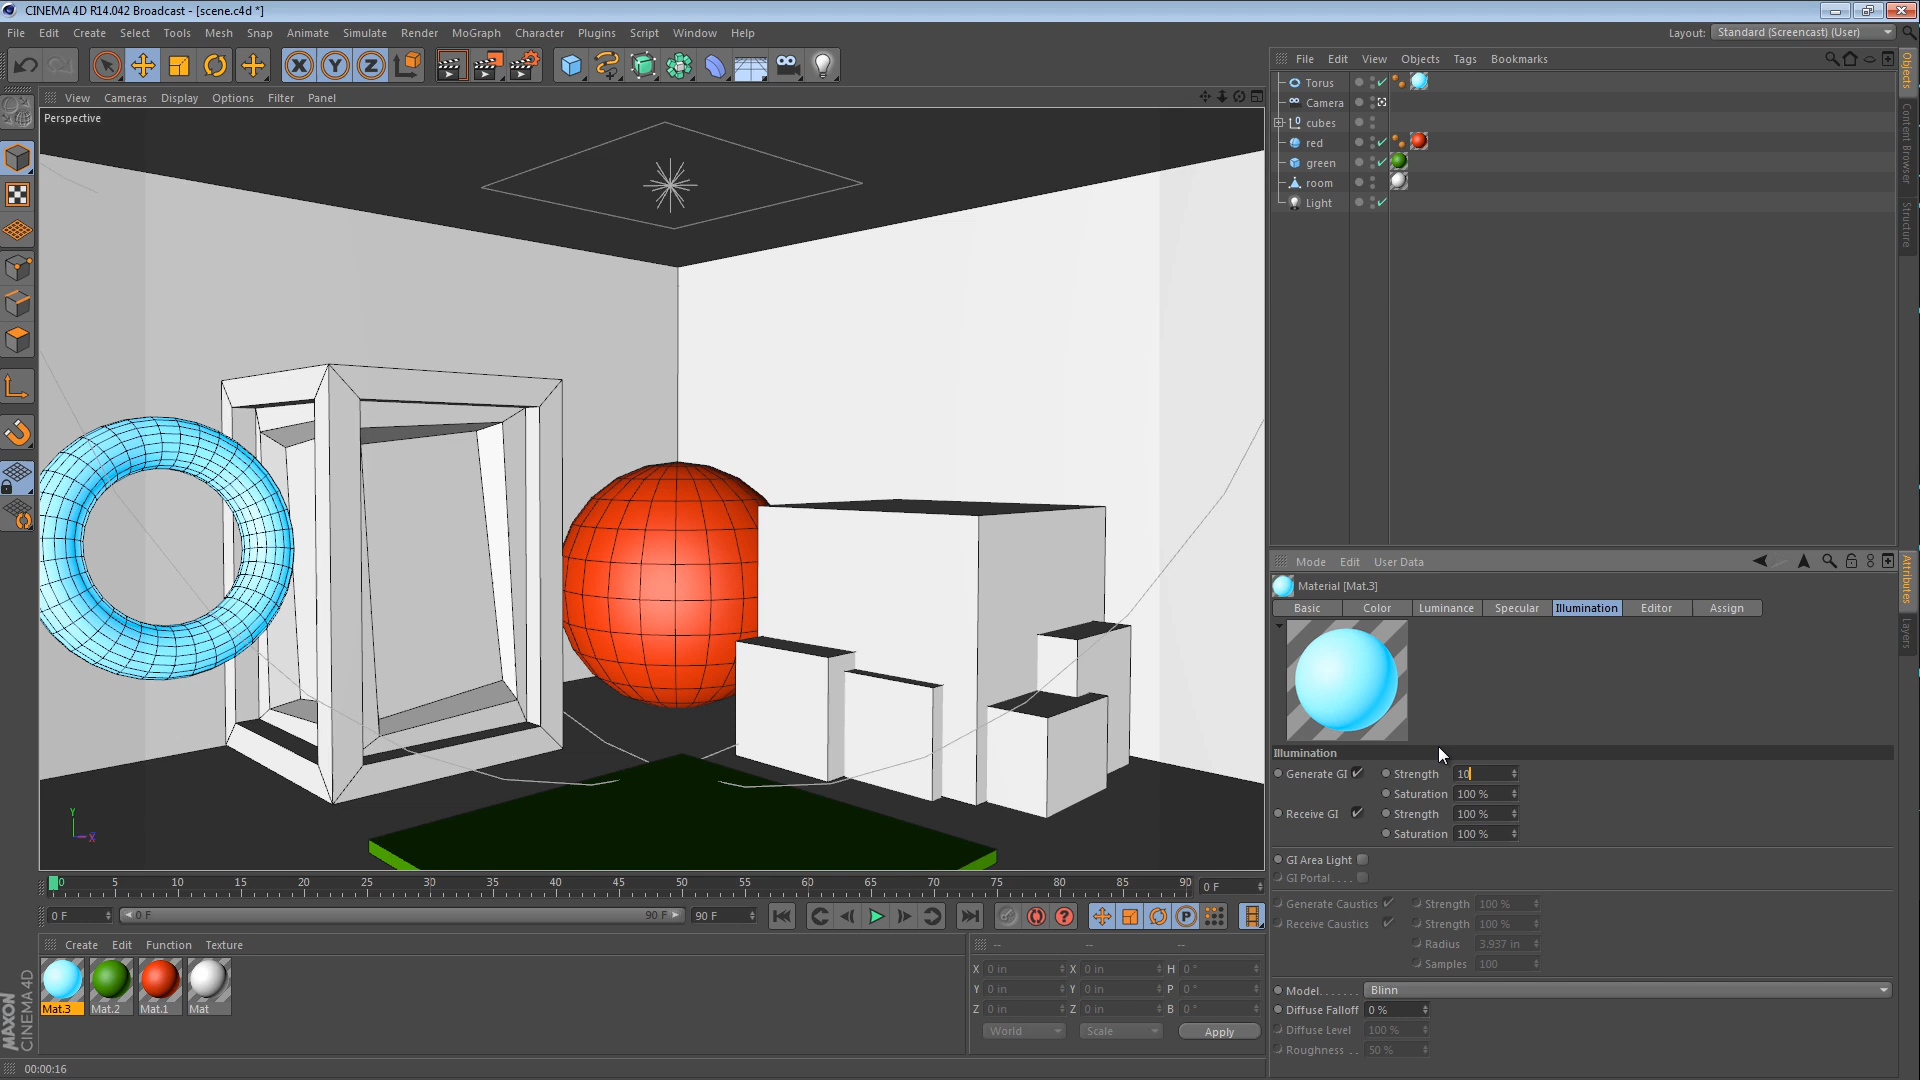 CINEMA 4D R14.042 Broadcast - [scene.c4d *]
File Edit Create Select Tools Mesh Snap Animate Simulate Render MoGraph Character Plugins Script Window Help
Layout: Standard (Screencast) (User)
View Cameras Display Options Filter Panel
Perspective
Y
X
File Edit View Objects Tags Bookmarks
Torus
Camera
cubes
red
green
room
Light
Objects
Content Browser
Structure
Mode Edit User Data
Material [Mat.3]
Basic Color Luminance Specular Illumination Editor Assign
Illumination
Generate GI Strength 10
Saturation 100 %
Receive GI Strength 100 %
Saturation 100 %
GI Area Light
GI Portal. . . .
Generate Caustics Strength 100 %
Receive Caustics Strength 100 %
Radius 3.937 in
Samples 100
Model. . . . . . . Blinn
Diffuse Falloff 0 %
Diffuse Level 100 %
Roughness . . 50 %
Attributes
Layers
0 5 10 15 20 25 30 35 40 45 50 55 60 65 70 75 80 85 90 0 F
0 F 0 F 90 F 90 F
P
Create Edit Function Texture
Mat.3 Mat.2 Mat.1 Mat
-- -- --
X 0 in X 0 in H 0 °
Y 0 in Y 0 in P 0 °
Z 0 in Z 0 in B 0 °
World Scale Apply
MAXON
CINEMA 4D
00:00:16